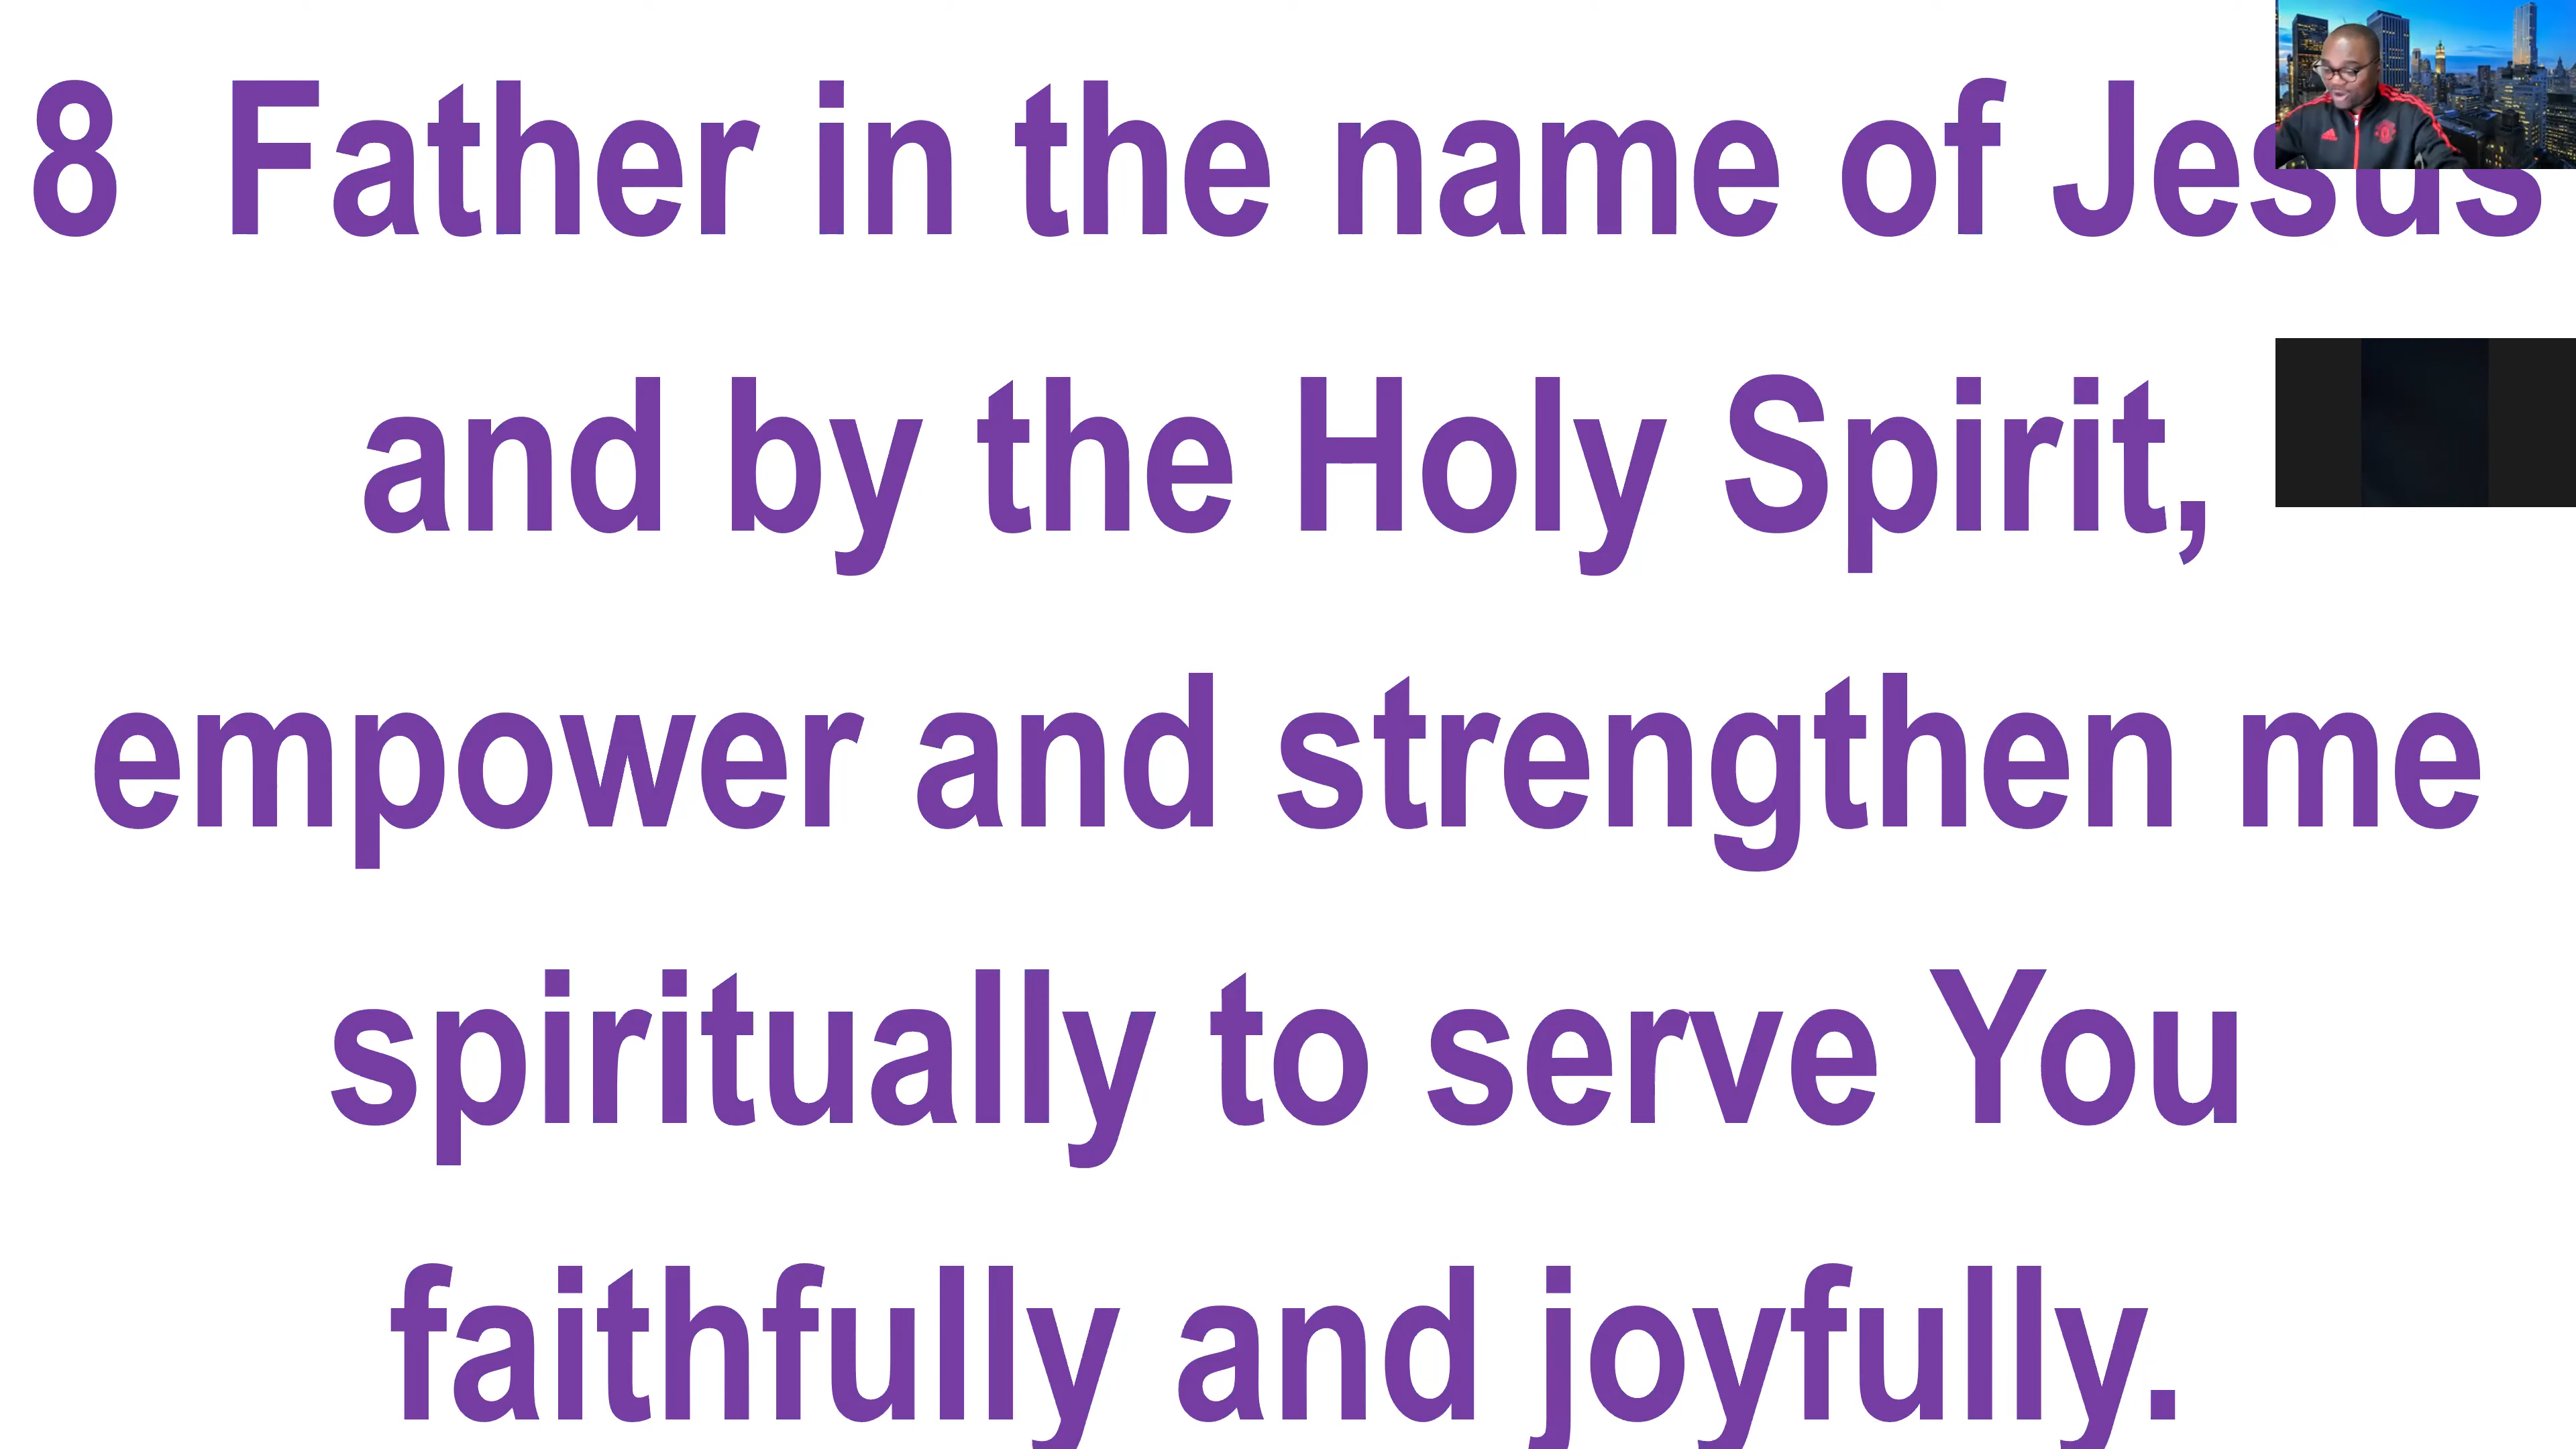 8 Father in the name of Jesus
and by the Holy Spirit,
empower and strengthen me
spiritually to serve You
faithfully and joyfully.